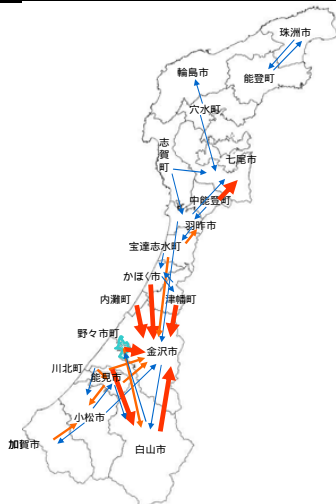 珠洲市
輪島市
能登町
穴水町
志
賀
町
七尾市
中能登町
羽昨市
宝達志水町
かほく市
内灘町
津幡町
野々市町
金沢市
川北町
能見市
小松市
加賀市
白山市